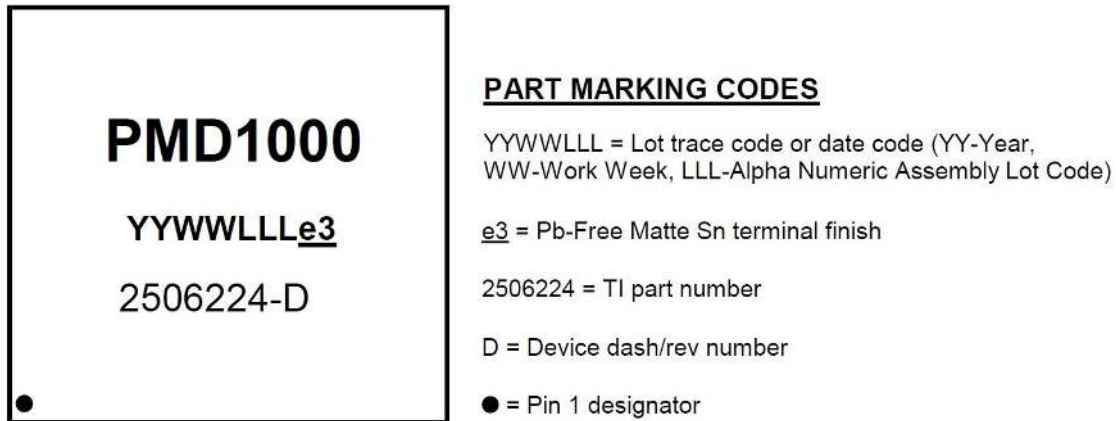 PMD1000
YYWWLLLe3
2506224-D
PART MARKING CODES
YYWWLLL = Lot trace code or date code (YY-Year,
WW-Work Week, LLL-Alpha Numeric Assembly Lot Code)
e3 = Pb-Free Matte Sn terminal finish
2506224 = TI part number
D = Device dash/rev number
● = Pin 1 designator